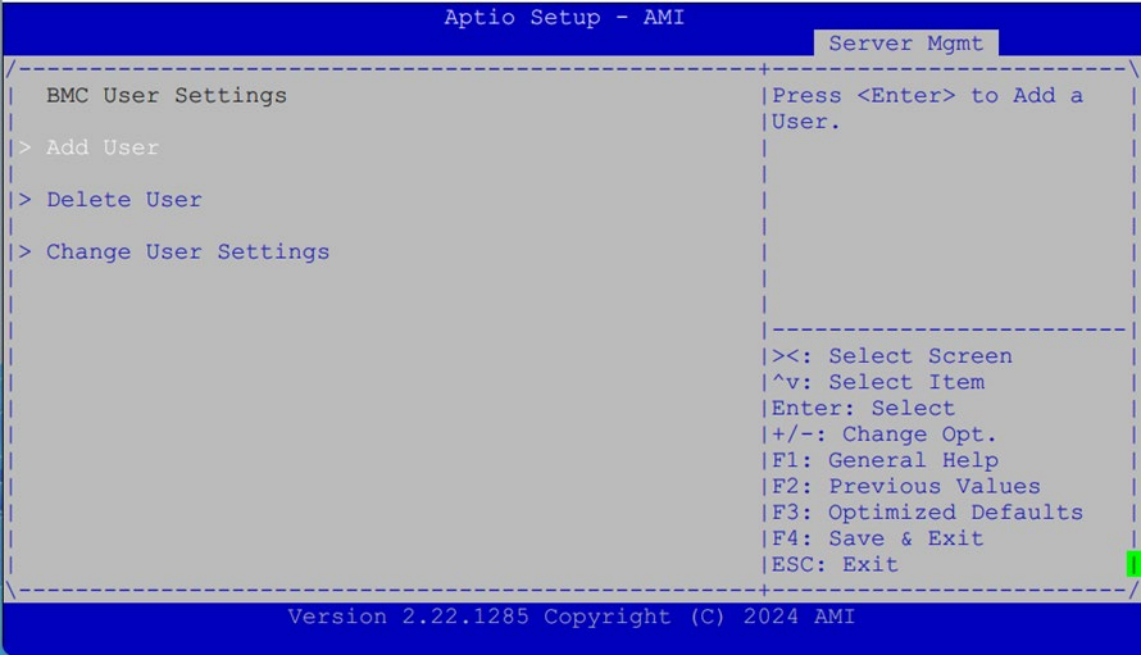 Aptio Setup - AMI
Server Mgmt
/----------------------------------------------------+-------------------------\
BMC User Settings
> Add User
> Delete User
> Change User Settings
Press <Enter> to Add a
User.
><: Select Screen
^v: Select Item
Enter: Select
+/-: Change Opt.
F1: General Help
F2: Previous Values
F3: Optimized Defaults
F4: Save & Exit
ESC: Exit
\----------------------------------------------------+-------------------------/
Version 2.22.1285 Copyright (C) 2024 AMI